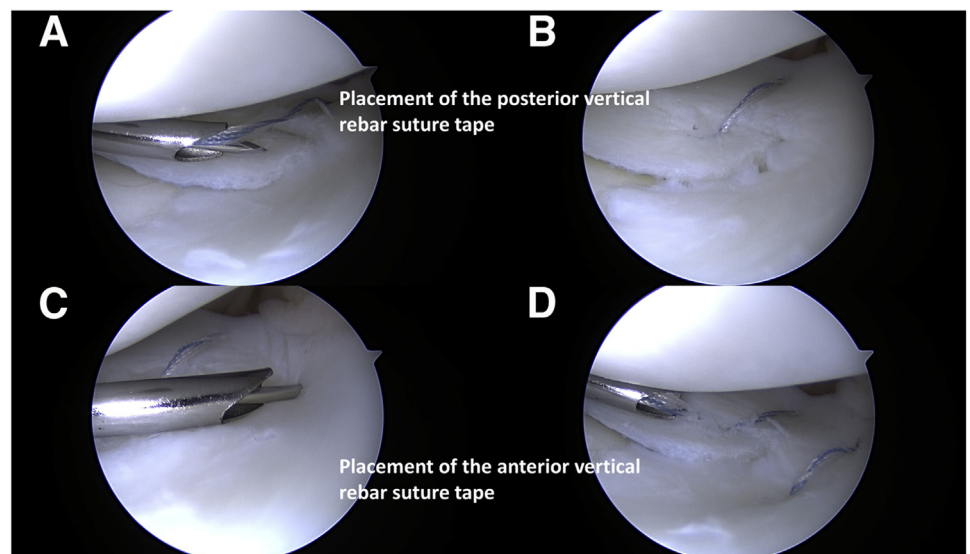 A
B
Placement of the posterior vertical
rebar suture tape
C
D
Placement of the anterior vertical
rebar suture tape